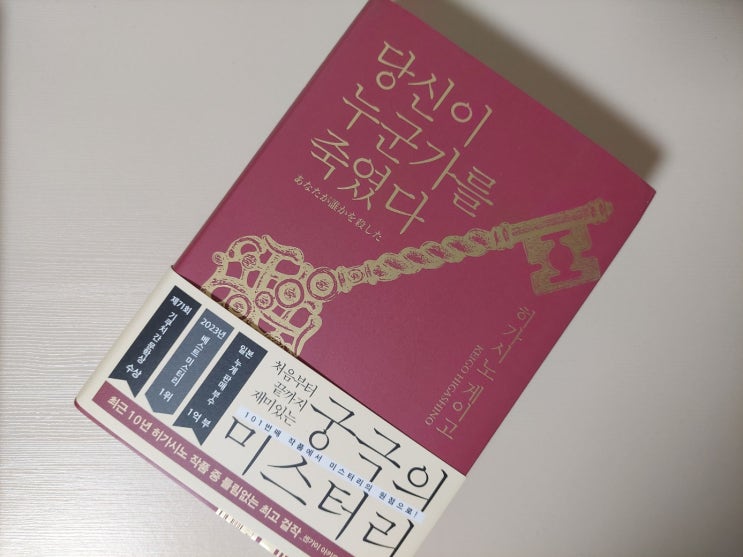 당신이
누군가를
죽였다
あなたが誰かを殺した
히가시노 게이고
KEIGO HIGASHINO
제71회
기쿠치 간 문학상
수상
2023년
베스트 미스터리
1위
일본
누계 판매 부수
1억 부
처음부터
끝까지
재미있는
궁극의
101번째 작품에서 미스터리의 원점으로!
미스터리
최근 10년 히가시노 작품 중 틀림없는 최고 걸작